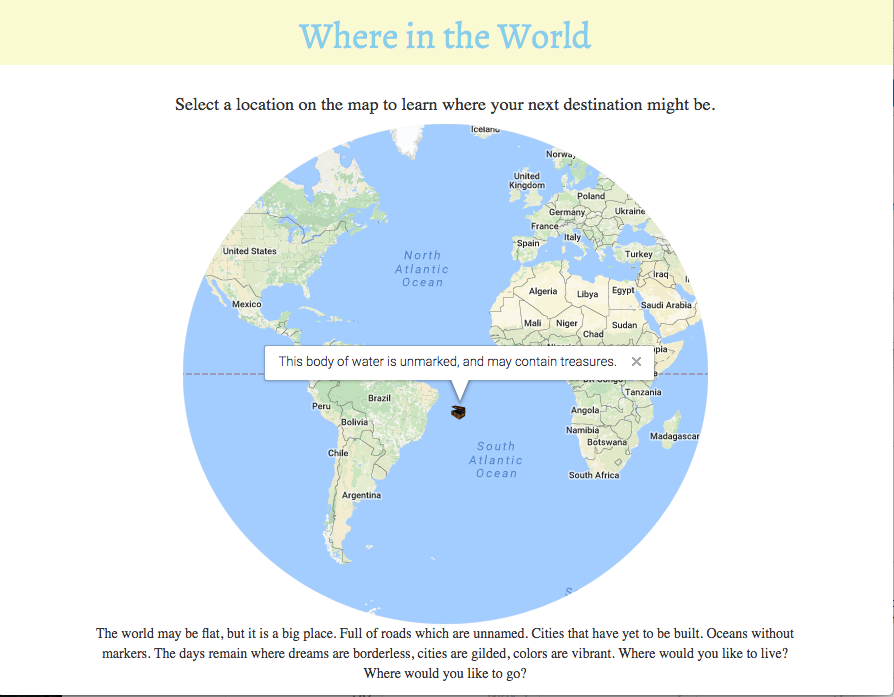 Where in the World
Select a location on the map to learn where your next destination might be.
Iceland
Norway
United
Kingdom
Poland
Germany
Ukraine
France
Italy
Spain
Turkey
United States
North
Atlantic
Ocean
Iraq
Algeria
Libya
Egypt
Saudi Arabia
Mexico
Mali
Niger
Chad
Sudan
This body of water is unmarked, and may contain treasures.
DR Congo
Tanzania
Brazil
Peru
Angola
Bolivia
Namibia
Botswana
Madagascar
South
Atlantic
Ocean
Chile
South Africa
Argentina
The world may be flat, but it is a big place. Full of roads which are unnamed. Cities that have yet to be built. Oceans without
markers. The days remain where dreams are borderless, cities are gilded, colors are vibrant. Where would you like to live?
Where would you like to go?